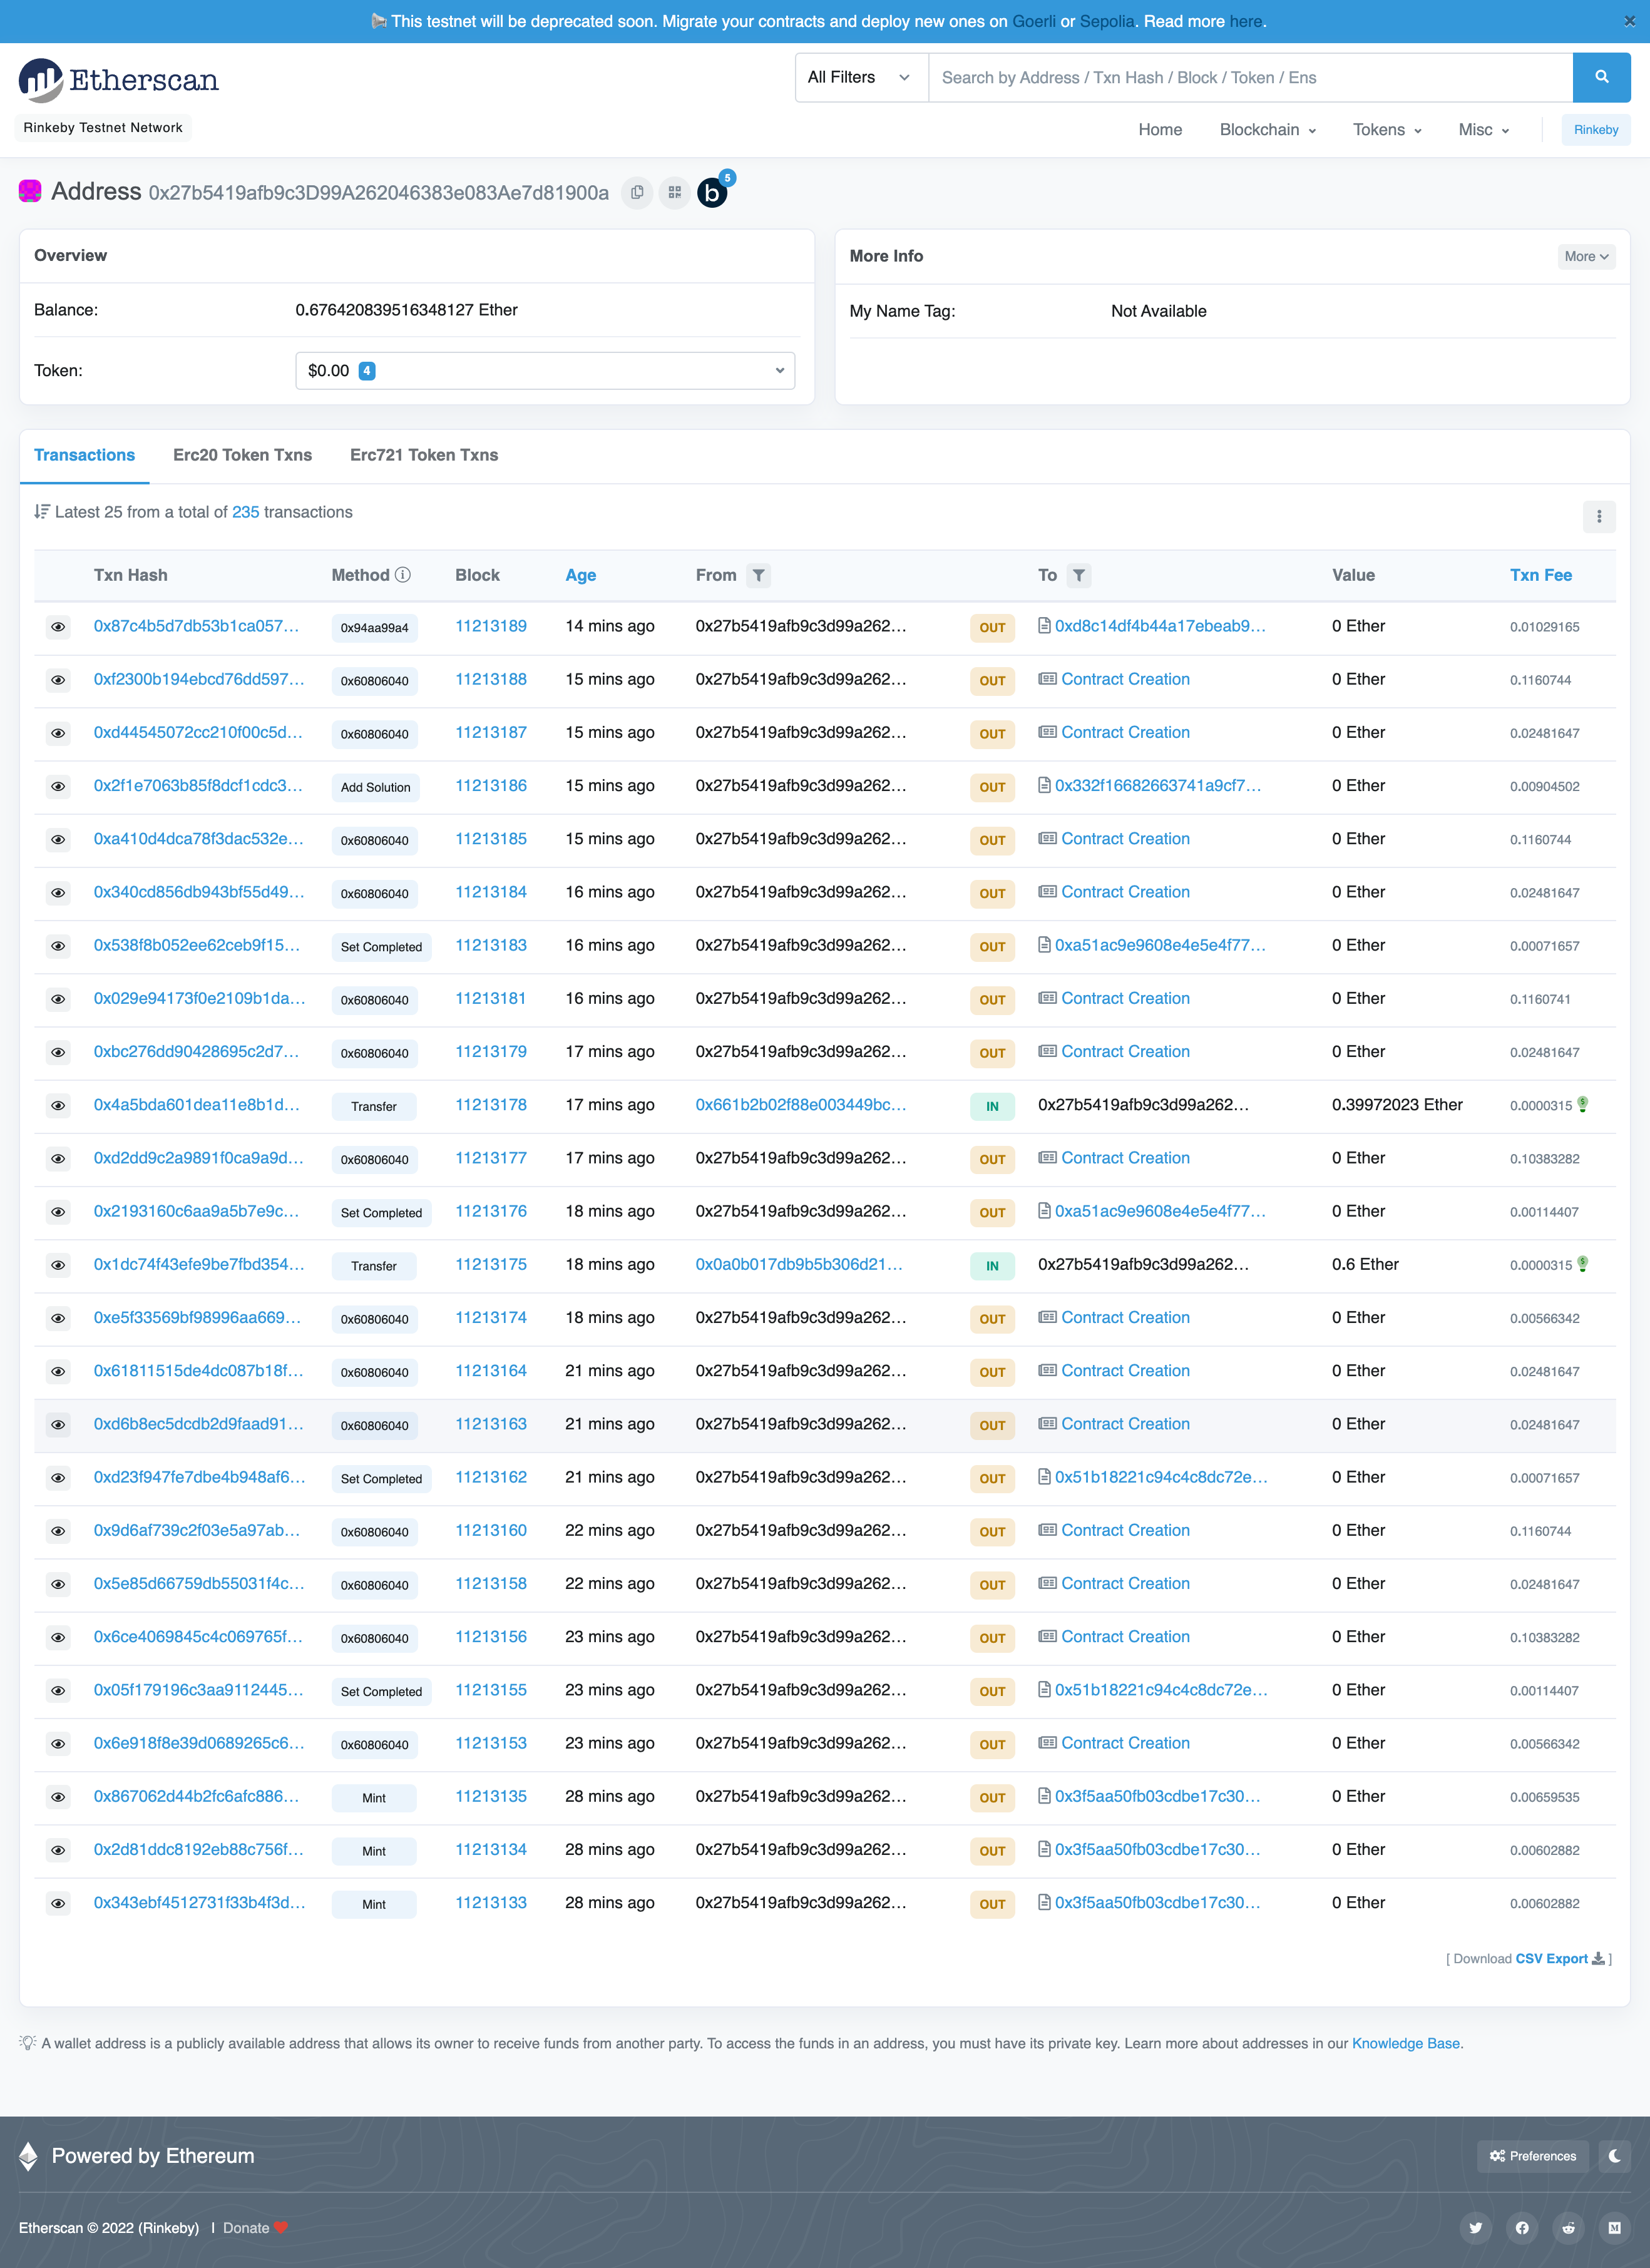 This testnet will be deprecated soon. Migrate your contracts and deploy new ones on Goerli or Sepolia. Read more here.
Etherscan
All Filters Search by Address / Txn Hash / Block / Token / Ens
Rinkeby Testnet Network
Home Blockchain Tokens Misc Rinkeby
Address 0x27b5419afb9c3D99A262046383e083Ae7d81900a b 5
Overview
Balance: 0.676420839516348127 Ether
Token: $0.00 4
More Info More
My Name Tag: Not Available
Transactions Erc20 Token Txns Erc721 Token Txns
Latest 25 from a total of 235 transactions
Txn Hash Method Block Age From To Value Txn Fee
0x87c4b5d7db53b1ca057... 0x94aa99a4 11213189 14 mins ago 0x27b5419afb9c3d99a262... OUT 0xd8c14df4b44a17ebeab9... 0 Ether 0.01029165
0xf2300b194ebcd76dd597... 0x60806040 11213188 15 mins ago 0x27b5419afb9c3d99a262... OUT Contract Creation 0 Ether 0.1160744
0xd44545072cc210f00c5d... 0x60806040 11213187 15 mins ago 0x27b5419afb9c3d99a262... OUT Contract Creation 0 Ether 0.02481647
0x2f1e7063b85f8dcf1cdc3... Add Solution 11213186 15 mins ago 0x27b5419afb9c3d99a262... OUT 0x332f16682663741a9cf7... 0 Ether 0.00904502
0xa410d4dca78f3dac532e... 0x60806040 11213185 15 mins ago 0x27b5419afb9c3d99a262... OUT Contract Creation 0 Ether 0.1160744
0x340cd856db943bf55d49... 0x60806040 11213184 16 mins ago 0x27b5419afb9c3d99a262... OUT Contract Creation 0 Ether 0.02481647
0x538f8b052ee62ceb9f15... Set Completed 11213183 16 mins ago 0x27b5419afb9c3d99a262... OUT 0xa51ac9e9608e4e5e4f77... 0 Ether 0.00071657
0x029e94173f0e2109b1da... 0x60806040 11213181 16 mins ago 0x27b5419afb9c3d99a262... OUT Contract Creation 0 Ether 0.1160741
0xbc276dd90428695c2d7... 0x60806040 11213179 17 mins ago 0x27b5419afb9c3d99a262... OUT Contract Creation 0 Ether 0.02481647
0x4a5bda601dea11e8b1d... Transfer 11213178 17 mins ago 0x661b2b02f88e003449bc... IN 0x27b5419afb9c3d99a262... 0.39972023 Ether 0.0000315
0xd2dd9c2a9891f0ca9a9d... 0x60806040 11213177 17 mins ago 0x27b5419afb9c3d99a262... OUT Contract Creation 0 Ether 0.10383282
0x2193160c6aa9a5b7e9c... Set Completed 11213176 18 mins ago 0x27b5419afb9c3d99a262... OUT 0xa51ac9e9608e4e5e4f77... 0 Ether 0.00114407
0x1dc74f43efe9be7fbd354... Transfer 11213175 18 mins ago 0x0a0b017db9b5b306d21... IN 0x27b5419afb9c3d99a262... 0.6 Ether 0.0000315
0xe5f33569bf98996aa669... 0x60806040 11213174 18 mins ago 0x27b5419afb9c3d99a262... OUT Contract Creation 0 Ether 0.00566342
0x61811515de4dc087b18f... 0x60806040 11213164 21 mins ago 0x27b5419afb9c3d99a262... OUT Contract Creation 0 Ether 0.02481647
0xd6b8ec5dcdb2d9faad91... 0x60806040 11213163 21 mins ago 0x27b5419afb9c3d99a262... OUT Contract Creation 0 Ether 0.02481647
0xd23f947fe7dbe4b948af6... Set Completed 11213162 21 mins ago 0x27b5419afb9c3d99a262... OUT 0x51b18221c94c4c8dc72e... 0 Ether 0.00071657
0x9d6af739c2f03e5a97ab... 0x60806040 11213160 22 mins ago 0x27b5419afb9c3d99a262... OUT Contract Creation 0 Ether 0.1160744
0x5e85d66759db55031f4c... 0x60806040 11213158 22 mins ago 0x27b5419afb9c3d99a262... OUT Contract Creation 0 Ether 0.02481647
0x6ce4069845c4c069765f... 0x60806040 11213156 23 mins ago 0x27b5419afb9c3d99a262... OUT Contract Creation 0 Ether 0.10383282
0x05f179196c3aa9112445... Set Completed 11213155 23 mins ago 0x27b5419afb9c3d99a262... OUT 0x51b18221c94c4c8dc72e... 0 Ether 0.00114407
0x6e918f8e39d0689265c6... 0x60806040 11213153 23 mins ago 0x27b5419afb9c3d99a262... OUT Contract Creation 0 Ether 0.00566342
0x867062d44b2fc6afc886... Mint 11213135 28 mins ago 0x27b5419afb9c3d99a262... OUT 0x3f5aa50fb03cdbe17c30... 0 Ether 0.00659535
0x2d81ddc8192eb88c756f... Mint 11213134 28 mins ago 0x27b5419afb9c3d99a262... OUT 0x3f5aa50fb03cdbe17c30... 0 Ether 0.00602882
0x343ebf4512731f33b4f3d... Mint 11213133 28 mins ago 0x27b5419afb9c3d99a262... OUT 0x3f5aa50fb03cdbe17c30... 0 Ether 0.00602882
[ Download CSV Export ]
A wallet address is a publicly available address that allows its owner to receive funds from another party. To access the funds in an address, you must have its private key. Learn more about addresses in our Knowledge Base.
Powered by Ethereum Preferences
Etherscan © 2022 (Rinkeby) | Donate